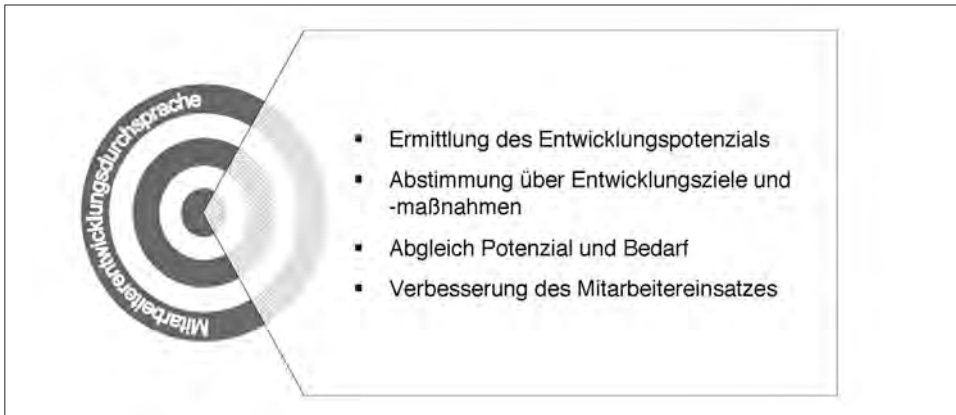 Mitarbeiterentwicklungsdurchsprache
▪ Ermittlung des Entwicklungspotenzials
▪ Abstimmung über Entwicklungsziele und
-maßnahmen
▪ Abgleich Potenzial und Bedarf
▪ Verbesserung des Mitarbeitereinsatzes